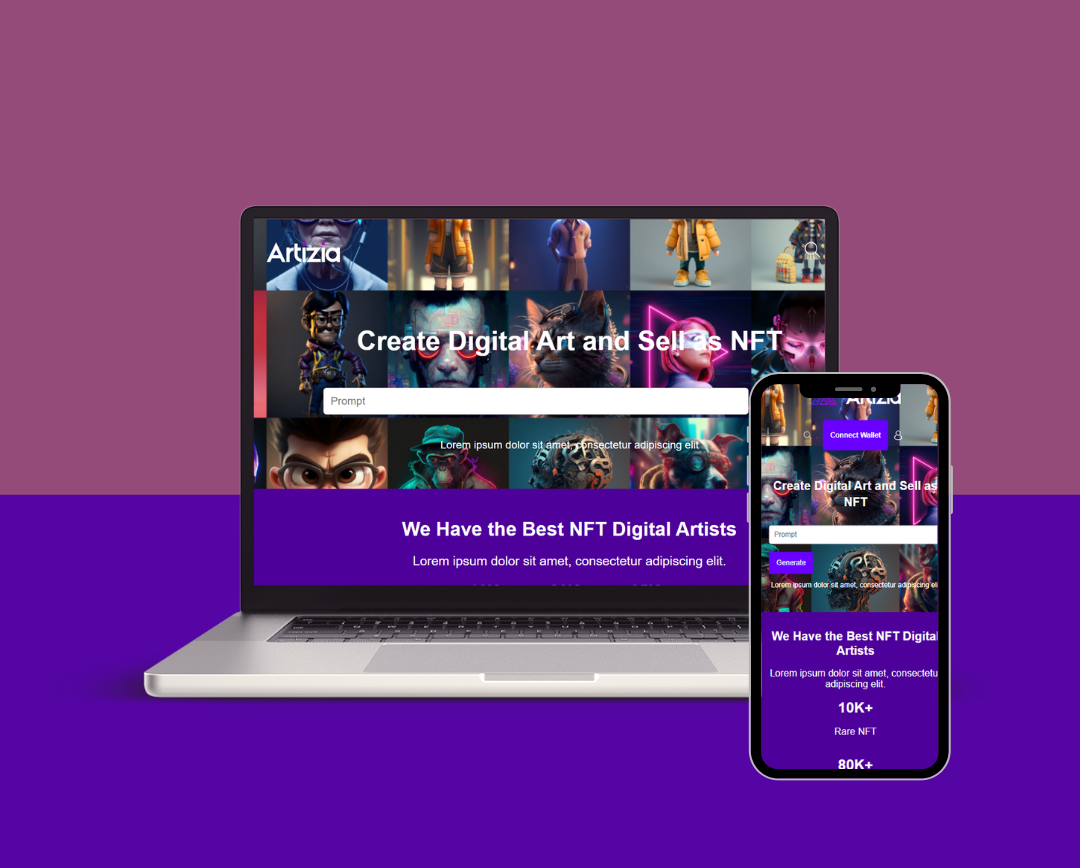 Artizia
Create Digital Art and Sell as NFT
Prompt
Lorem ipsum dolor sit amet, consectetur adipiscing elit
We Have the Best NFT Digital Artists
Lorem ipsum dolor sit amet, consectetur adipiscing elit.
Artizia
Connect Wallet
Create Digital Art and Sell as
NFT
Prompt
Generate
Lorem ipsum dolor sit amet, consectetur adipiscing eli
We Have the Best NFT Digital
Artists
Lorem ipsum dolor sit amet, consectetu
adipiscing elit.
10K+
Rare NFT
80K+